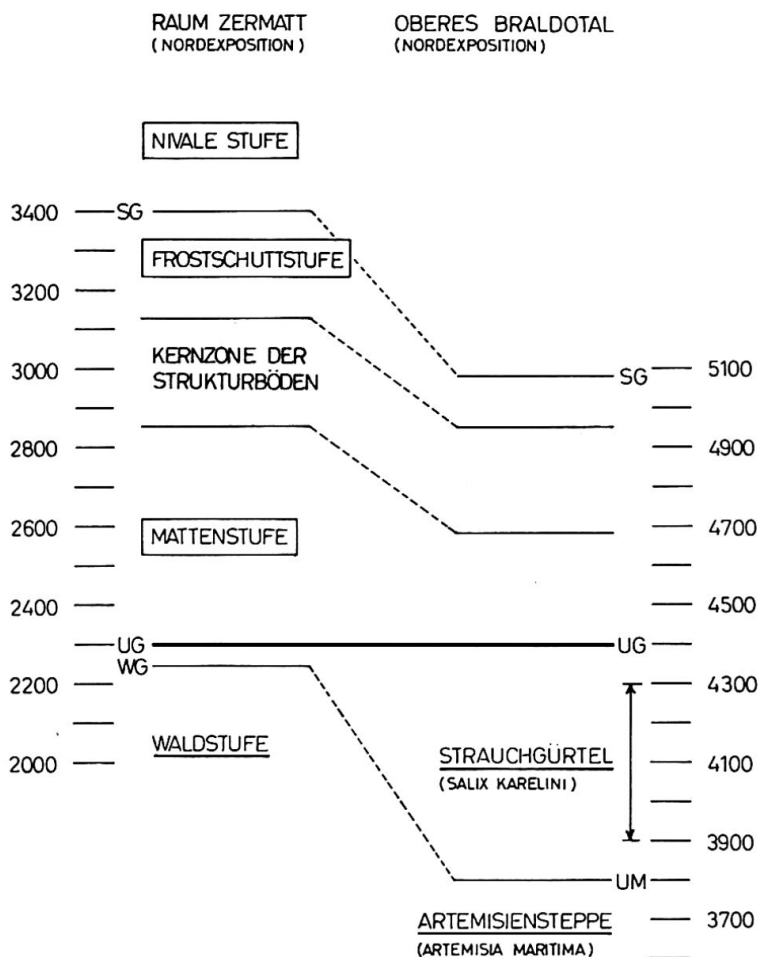 RAUM ZERMATT
(NORDEXPOSITION)
OBERES BRALDOTAL
(NORDEXPOSITION)
NIVALE STUFE
3400
SG
FROSTSCHUTTSTUFE
3200
KERNZONE DER
STRUKTURBÖDEN
3000
SG
5100
2800
4900
MATTENSTUFE
2600
4700
2400
4500
UG
UG
WG
2200
4300
WALDSTUFE
STRAUCHGÜRTEL
(SALIX KARELINI)
2000
4100
3900
UM
ARTEMISIENSTEPPE
(ARTEMISIA MARITIMA)
3700